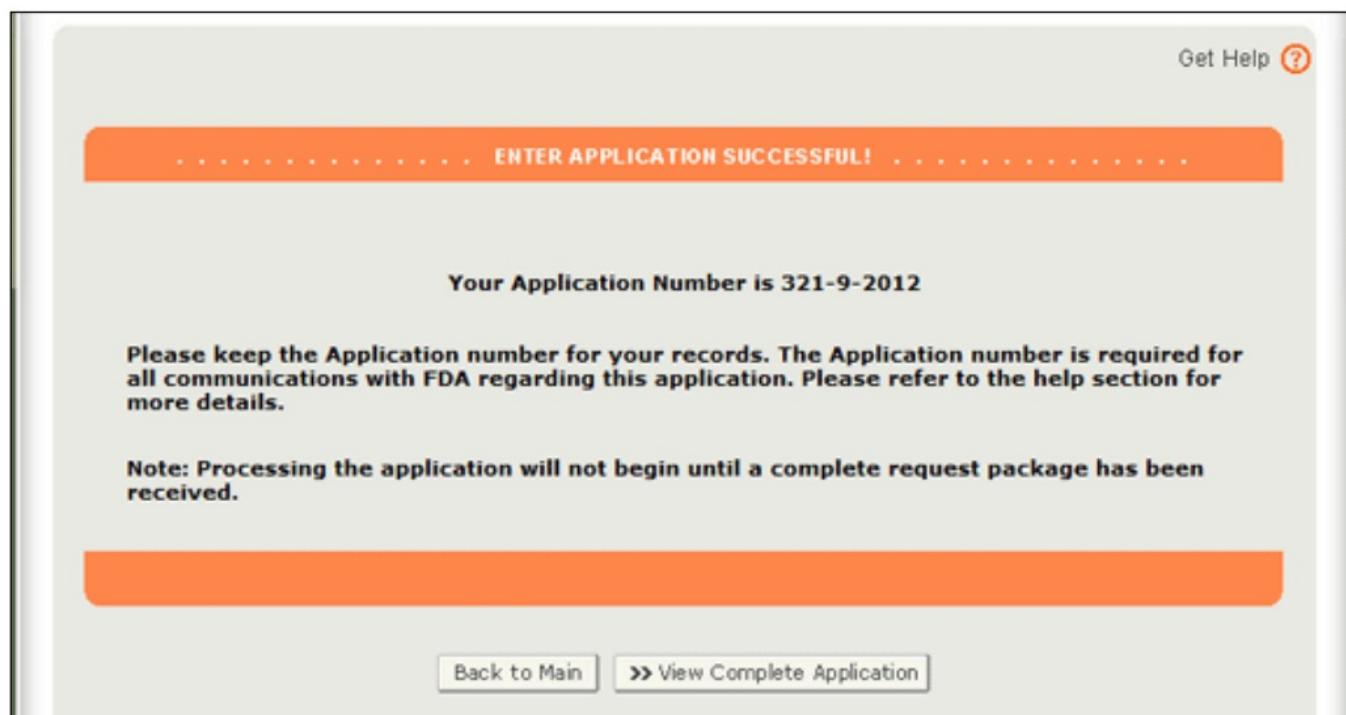 Get Help ?
. . . . . . . . . . . . . . ENTER APPLICATION SUCCESSFUL! . . . . . . . . . . . . . .
Your Application Number is 321-9-2012
Please keep the Application number for your records. The Application number is required for
all communications with FDA regarding this application. Please refer to the help section for
more details.
Note: Processing the application will not begin until a complete request package has been
received.
Back to Main >> View Complete Application